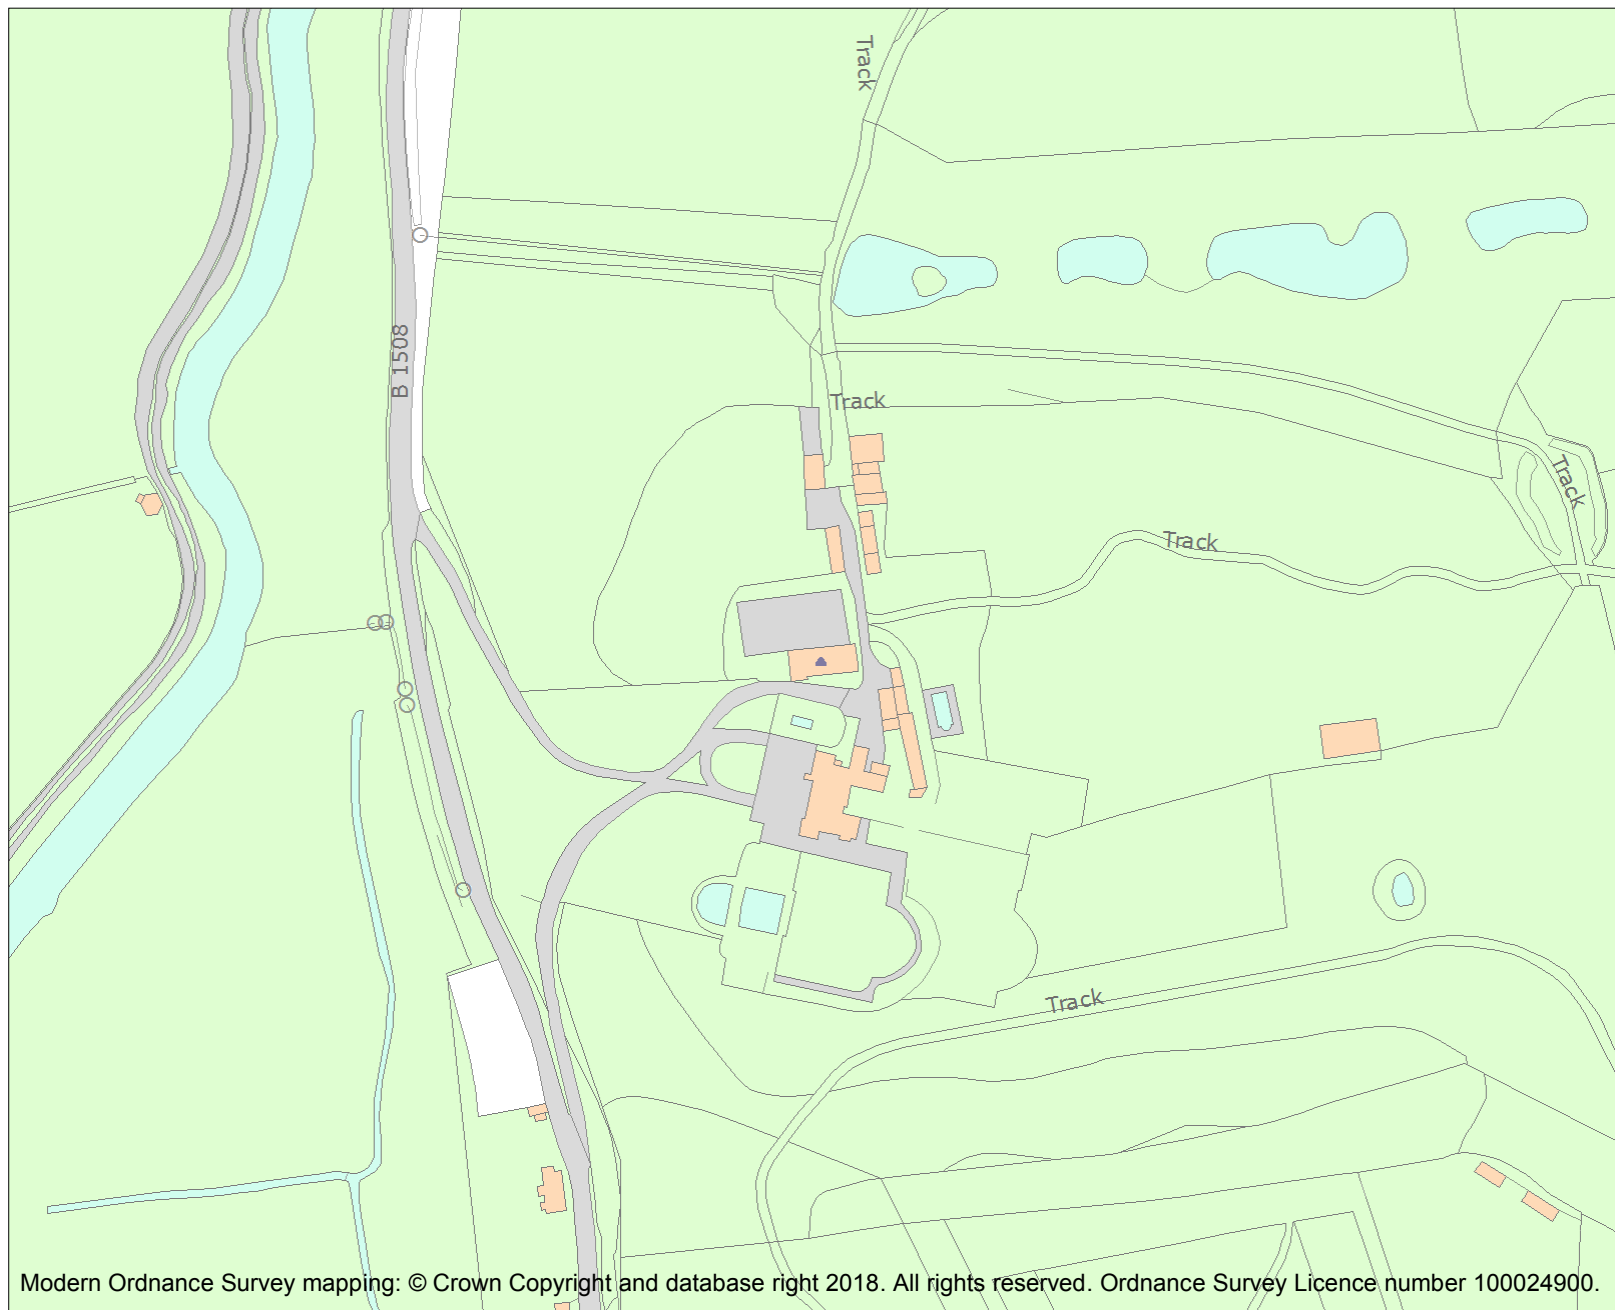 Track
B 1508
Track
Track
Track
Track
Modern Ordnance Survey mapping: © Crown Copyright and database right 2018. All rights reserved. Ordnance Survey Licence number 100024900.